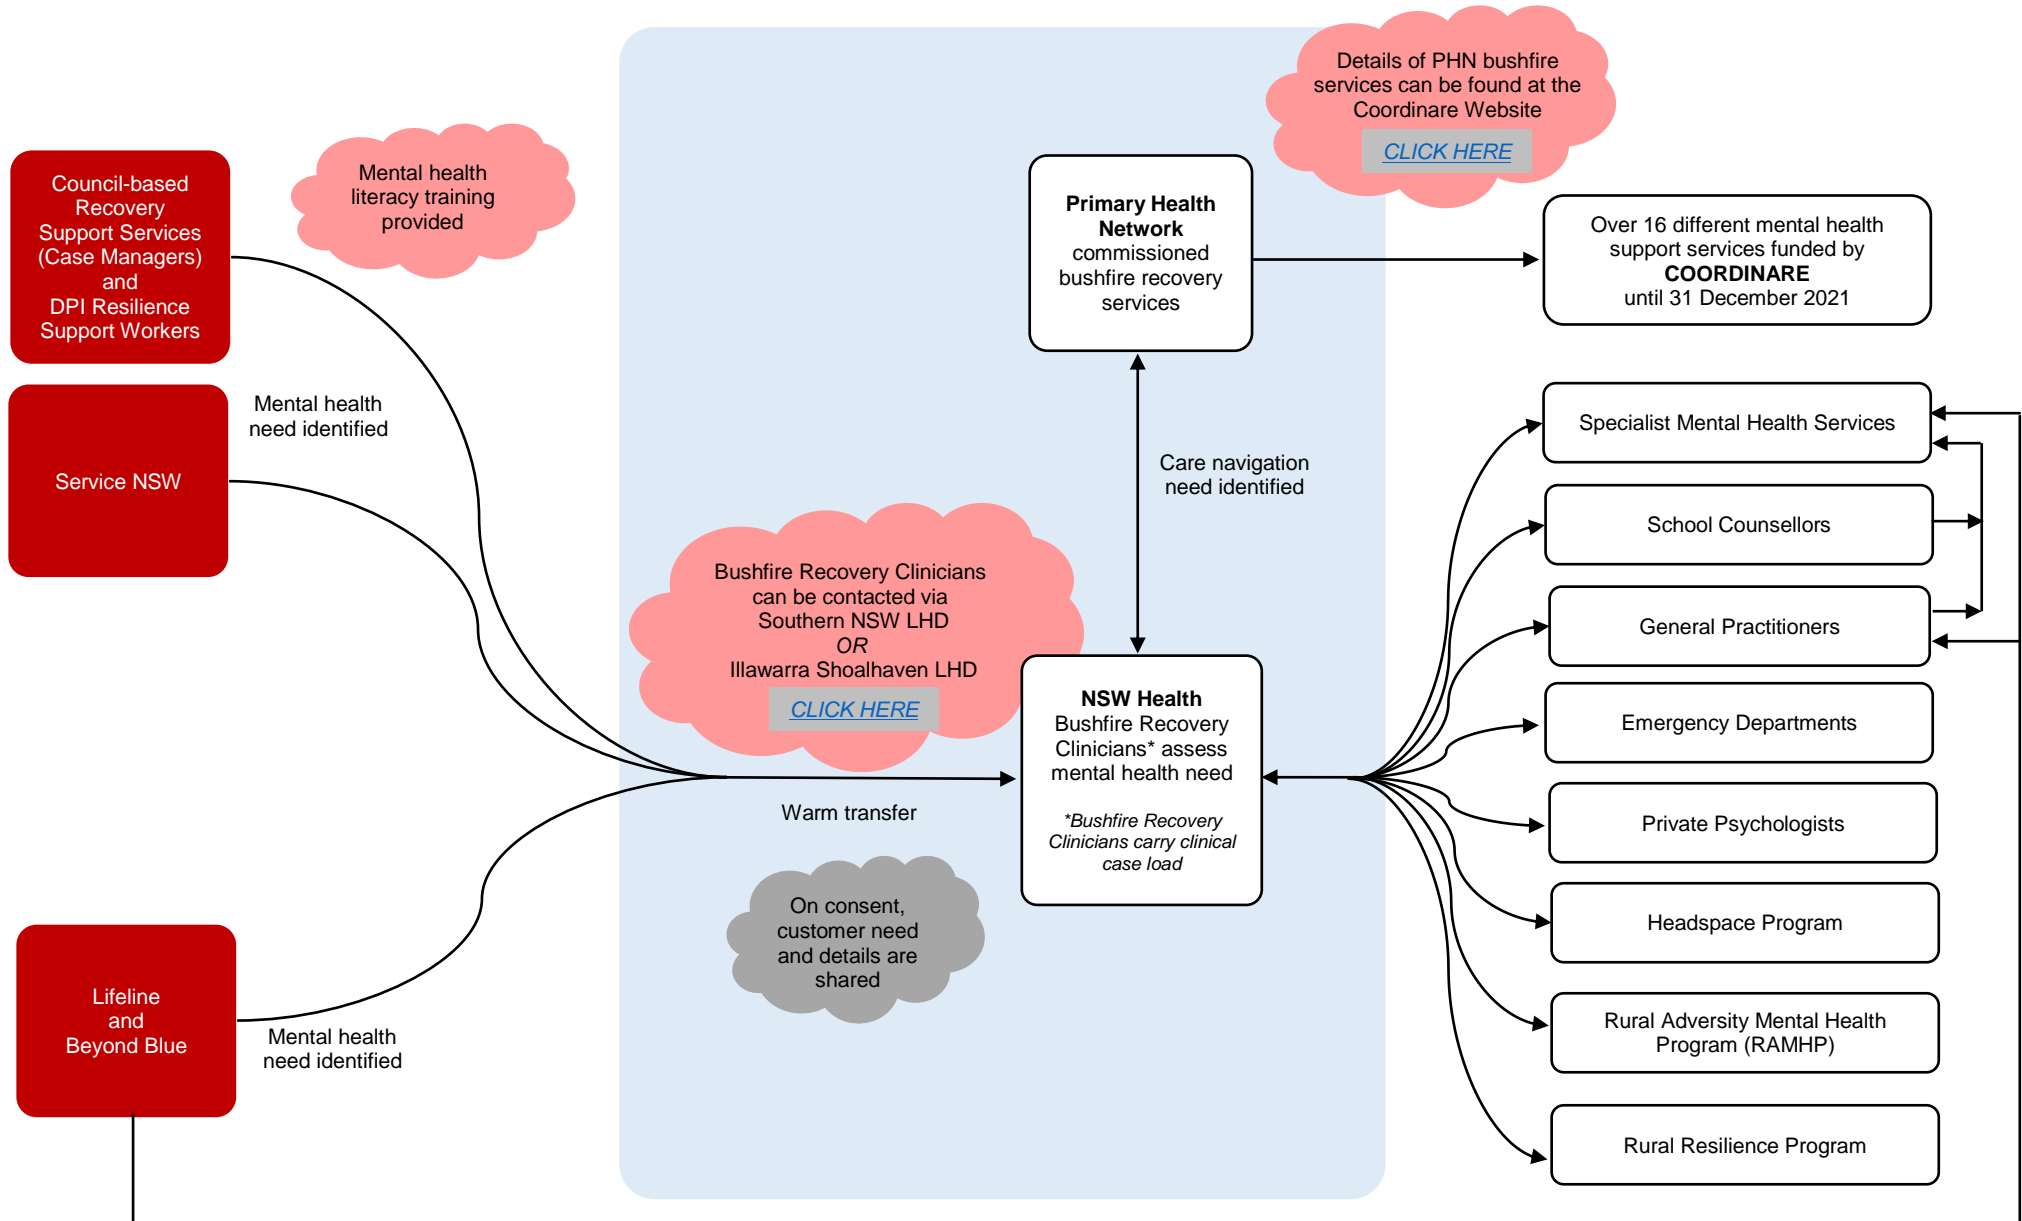 Council-based
Recovery
Support Services
(Case Managers)
and
DPI Resilience
Support Workers
Mental health
literacy training
provided
Details of PHN bushfire
services can be found at the
Coordinare Website
CLICK HERE
Primary Health
Network
commissioned
bushfire recovery
services
Over 16 different mental health
support services funded by
COORDINARE
until 31 December 2021
Service NSW
Mental health
need identified
Care navigation
need identified
Bushfire Recovery Clinicians
can be contacted via
Southern NSW LHD
OR
Illawarra Shoalhaven LHD
CLICK HERE
NSW Health
Bushfire Recovery
Clinicians* assess
mental health need
*Bushfire Recovery
Clinicians carry clinical
case load
Warm transfer
On consent,
customer need
and details are
shared
Lifeline
and
Beyond Blue
Mental health
need identified
Specialist Mental Health Services
School Counsellors
General Practitioners
Emergency Departments
Private Psychologists
Headspace Program
Rural Adversity Mental Health
Program (RAMHP)
Rural Resilience Program